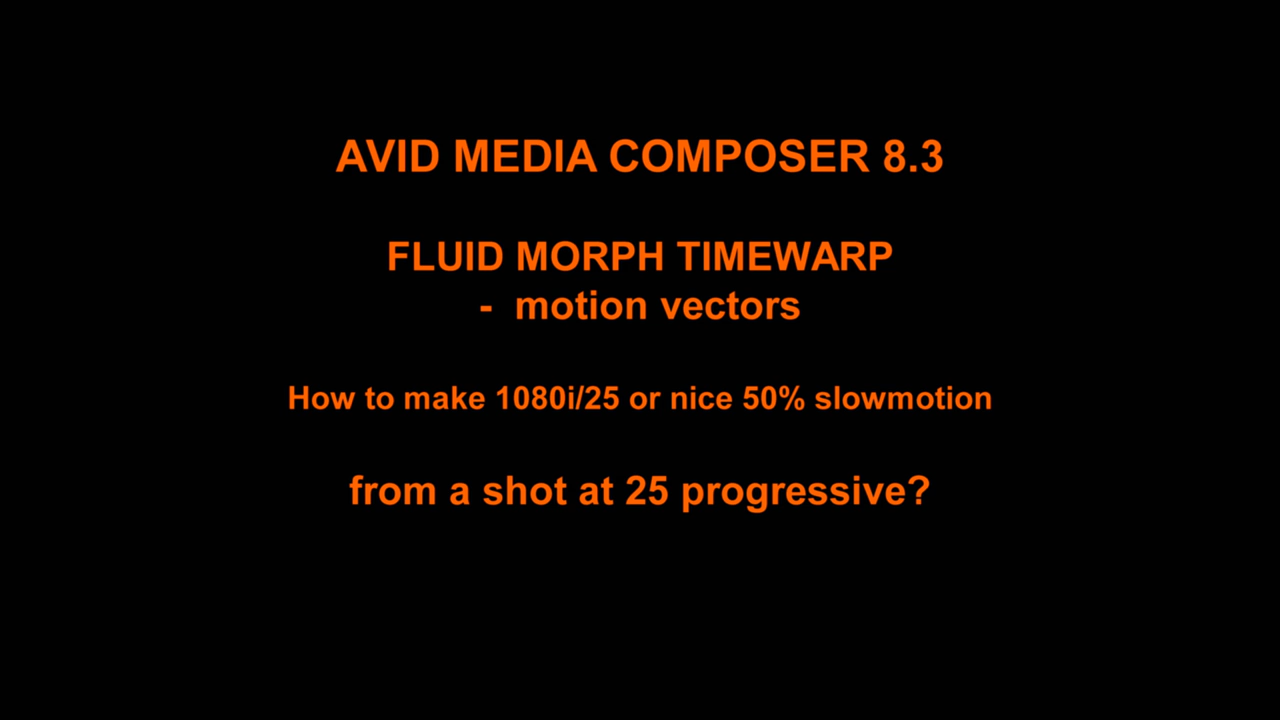 AVID MEDIA COMPOSER 8.3
FLUID MORPH TIMEWARP
- motion vectors
How to make 1080i/25 or nice 50% slowmotion
from a shot at 25 progressive?